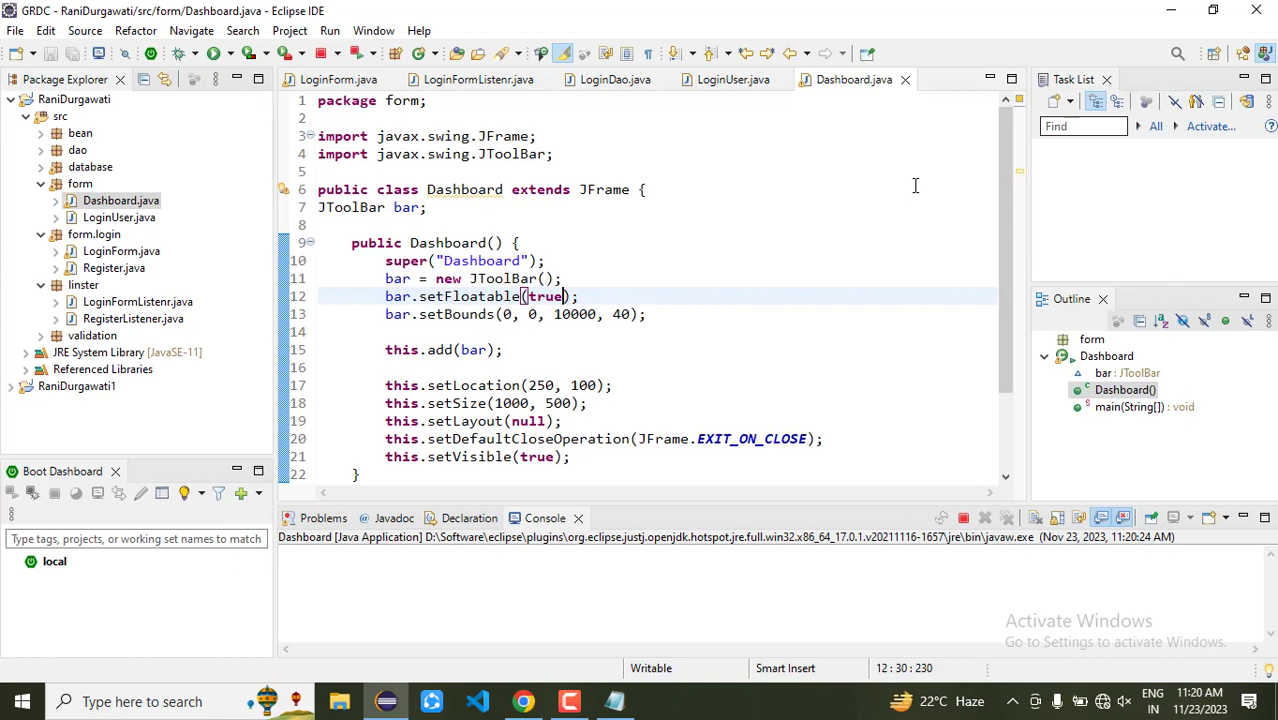 GRDC - RaniDurgawati/src/form/Dashboard.java - Eclipse IDE
File Edit Source Refactor Navigate Search Project Run Window Help
Package Explorer
RaniDurgawati
src
bean
dao
database
form
Dashboard.java
LoginUser.java
form.login
LoginForm.java
Register.java
linster
LoginFormListenr.java
RegisterListener.java
validation
JRE System Library [JavaSE-11]
Referenced Libraries
RaniDurgawati1
LoginForm.java LoginFormListenr.java LoginDao.java LoginUser.java Dashboard.java
1 package form;
2
3 import javax.swing.JFrame;
4 import javax.swing.JToolBar;
5
6 public class Dashboard extends JFrame {
7 JToolBar bar;
8
9 public Dashboard() {
10 super("Dashboard");
11 bar = new JToolBar();
12 bar.setFloatable(true);
13 bar.setBounds(0, 0, 10000, 40);
14
15 this.add(bar);
16
17 this.setLocation(250, 100);
18 this.setSize(1000, 500);
19 this.setLayout(null);
20 this.setDefaultCloseOperation(JFrame.EXIT_ON_CLOSE);
21 this.setVisible(true);
22 }
Task List
Find All Activate...
Outline
form
Dashboard
bar : JToolBar
Dashboard()
main(String[]) : void
Boot Dashboard
Type tags, projects, or working set names to match
local
Problems Javadoc Declaration Console
Dashboard [Java Application] D:\Software\eclipse\plugins\org.eclipse.justj.openjdk.hotspot.jre.full.win32.x86_64_17.0.1.v20211116-1657\jre\bin\javaw.exe (Nov 23, 2023, 11:20:24 AM)
Activate Windows
Go to Settings to activate Windows.
Writable Smart Insert 12 : 30 : 230
Type here to search
22°C Haze
ENG
IN
11:20 AM
11/23/2023